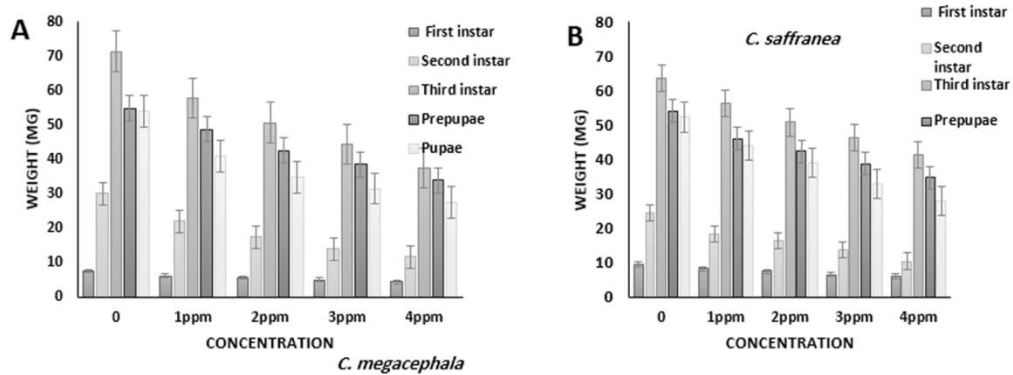 A
WEIGHT (MG)
80
70
60
50
40
30
20
10
0
0 1ppm 2ppm 3ppm 4ppm
CONCENTRATION
C. megacephala
First instar
Second instar
Third instar
Prepupae
Pupae
B
C. saffranea
WEIGHT (MG)
80
70
60
50
40
30
20
10
0
0 1ppm 2ppm 3ppm 4ppm
CONCENTRATION
First instar
Second
instar
Third instar
Prepupae